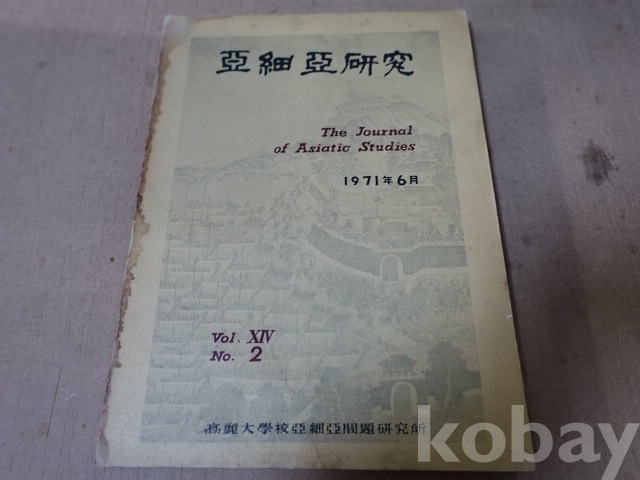 亞細亞研究
The Journal
of Asiatic Studies
1971年6月
Vol. XIV
No. 2
高麗大學校亞細亞問題硏究所
kobay